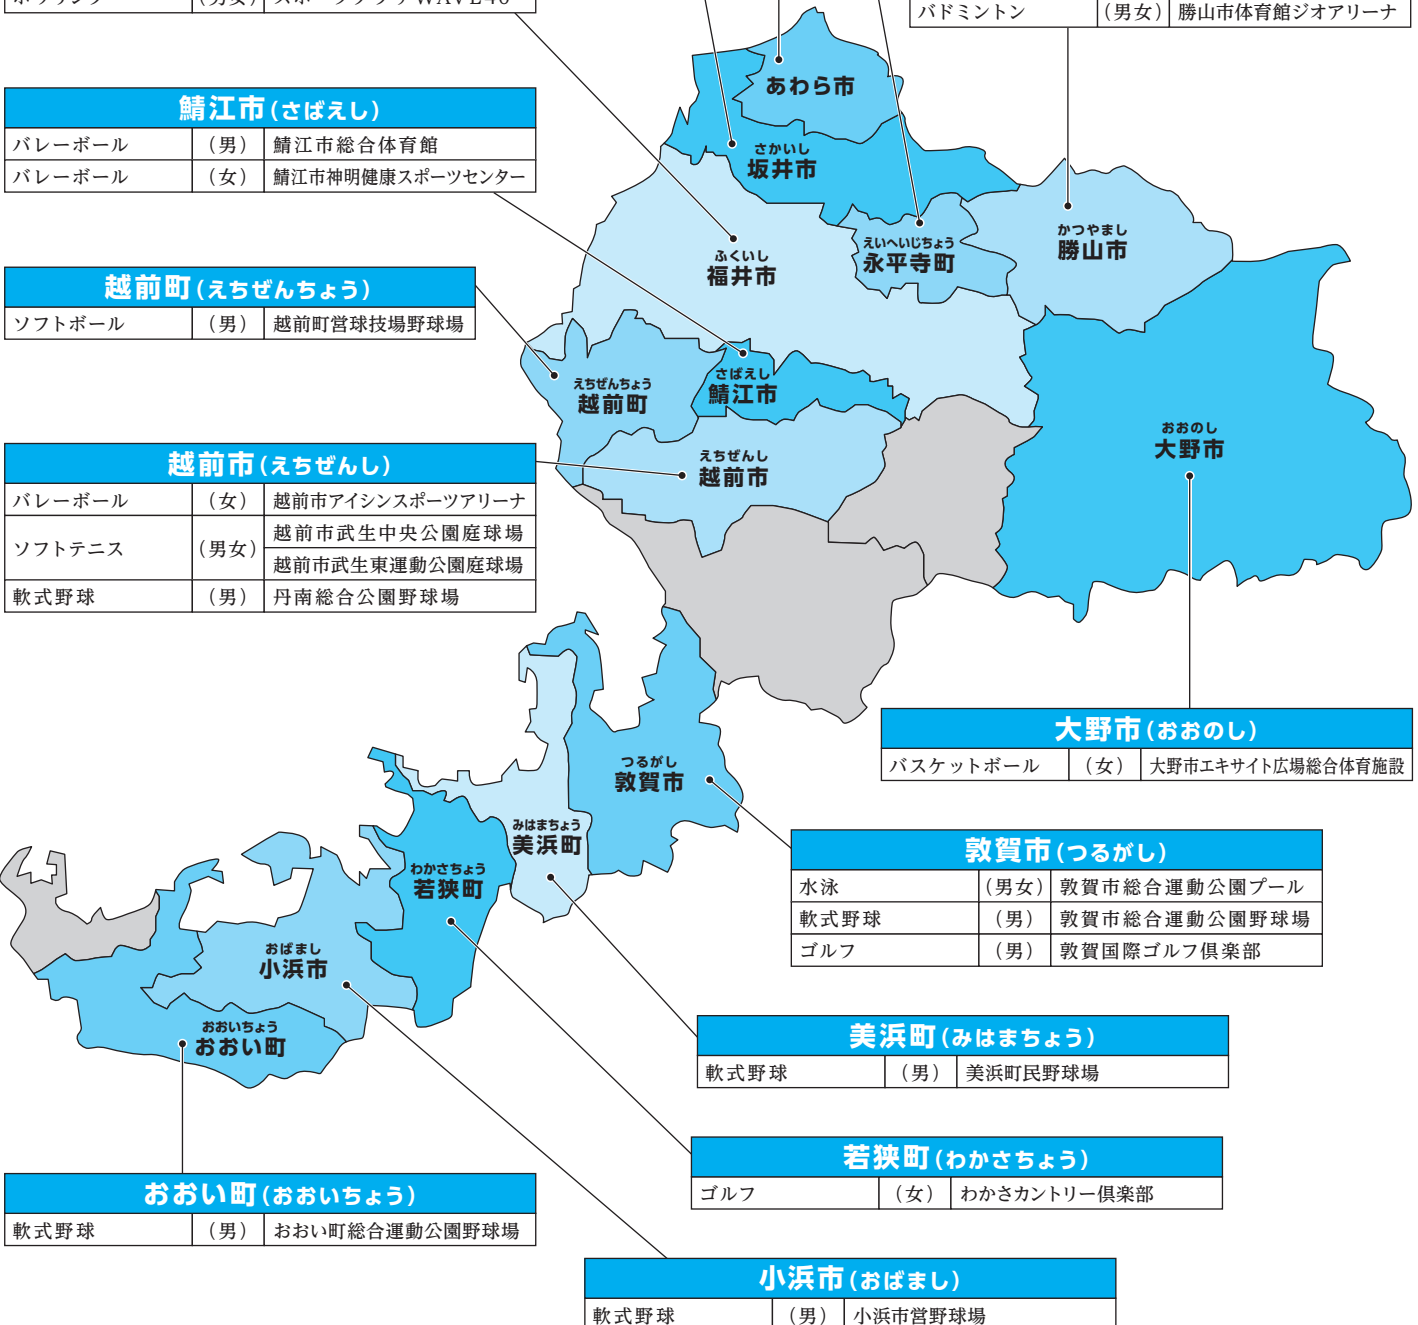 バドミントン (男女) 勝山市体育館ジオアリーナ
鯖江市(さばえし)
バレーボール (男) 鯖江市総合体育館
バレーボール (女) 鯖江市神明健康スポーツセンター
越前町(えちぜんちょう)
ソフトボール (男) 越前町営球技場野球場
越前市(えちぜんし)
バレーボール (女) 越前市アイシンスポーツアリーナ
ソフトテニス (男女) 越前市武生中央公園庭球場
越前市武生東運動公園庭球場
軟式野球 (男) 丹南総合公園野球場
あわら市
さかいし
坂井市
ふくいし
福井市
えいへいじちょう
永平寺町
かつやまし
勝山市
えちぜんちょう
越前町
さばえし
鯖江市
えちぜんし
越前市
おおのし
大野市
つるがし
敦賀市
みはまちょう
美浜町
わかさちょう
若狭町
おばまし
小浜市
おおいちょう
おおい町
大野市(おおのし)
バスケットボール (女) 大野市エキサイト広場総合体育施設
敦賀市(つるがし)
水泳 (男女) 敦賀市総合運動公園プール
軟式野球 (男) 敦賀市総合運動公園野球場
ゴルフ (男) 敦賀国際ゴルフ倶楽部
美浜町(みはまちょう)
軟式野球 (男) 美浜町民野球場
若狭町(わかさちょう)
ゴルフ (女) わかさカントリー倶楽部
おおい町(おおいちょう)
軟式野球 (男) おおい町総合運動公園野球場
小浜市(おばまし)
軟式野球 (男) 小浜市営野球場